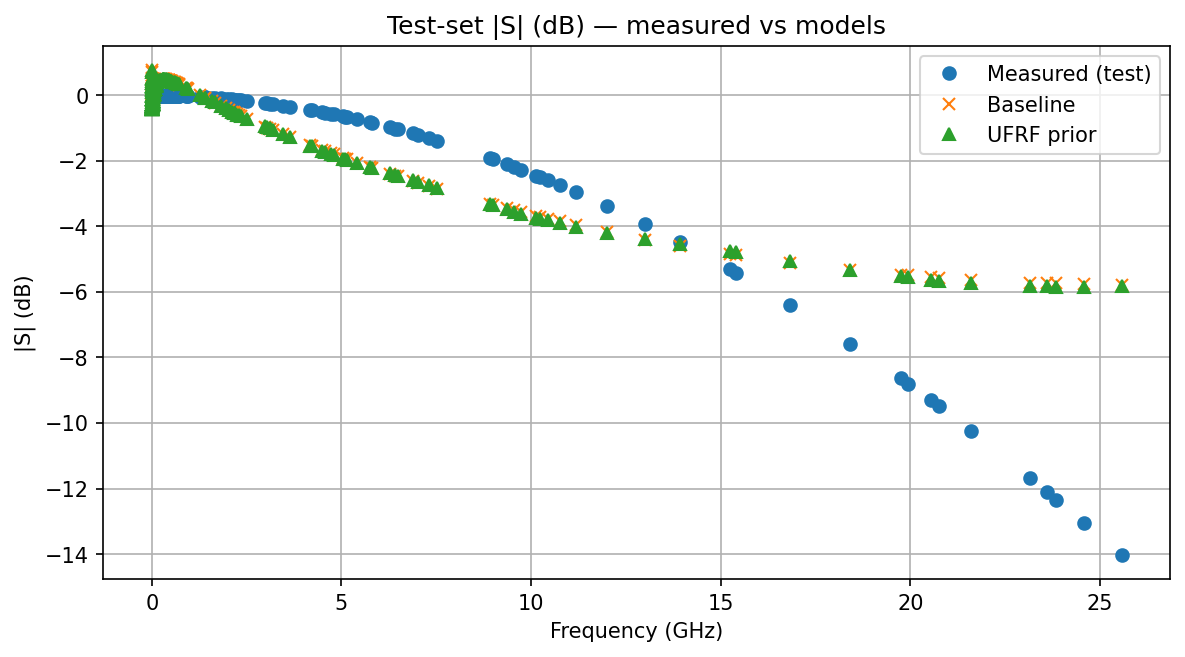 Test-set |S| (dB) — measured vs models
Measured (test)
Baseline
UFRF prior
|S| (dB)
0
−2
−4
−6
−8
−10
−12
−14
0 5 10 15 20 25
Frequency (GHz)